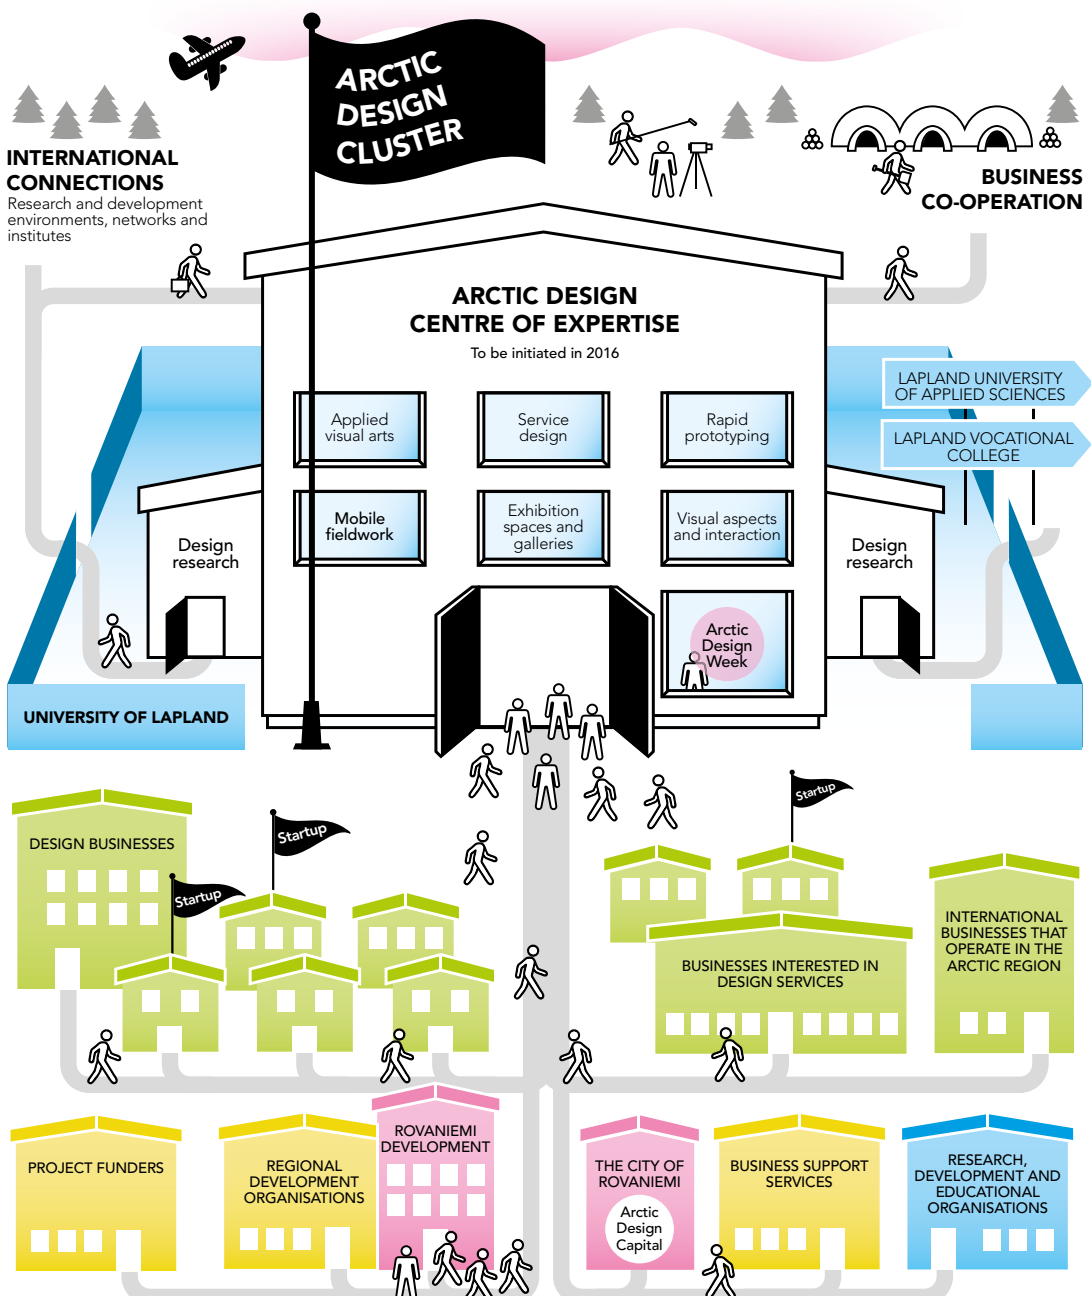 ARCTIC
DESIGN
CLUSTER
INTERNATIONAL
CONNECTIONS
Research and development
environments, networks and
institutes
BUSINESS
CO-OPERATION
ARCTIC DESIGN
CENTRE OF EXPERTISE
To be initiated in 2016
LAPLAND UNIVERSITY
OF APPLIED SCIENCES
LAPLAND VOCATIONAL
COLLEGE
Applied
visual arts
Service
design
Rapid
prototyping
Mobile
fieldwork
Exhibition
spaces and
galleries
Visual aspects
and interaction
Design
research
Design
research
Arctic
Design
Week
UNIVERSITY OF LAPLAND
DESIGN BUSINESSES
Startup
Startup
Startup
BUSINESSES INTERESTED IN
DESIGN SERVICES
INTERNATIONAL
BUSINESSES THAT
OPERATE IN THE
ARCTIC REGION
PROJECT FUNDERS
REGIONAL
DEVELOPMENT
ORGANISATIONS
ROVANIEMI
DEVELOPMENT
THE CITY OF
ROVANIEMI
Arctic
Design
Capital
BUSINESS SUPPORT
SERVICES
RESEARCH,
DEVELOPMENT AND
EDUCATIONAL
ORGANISATIONS